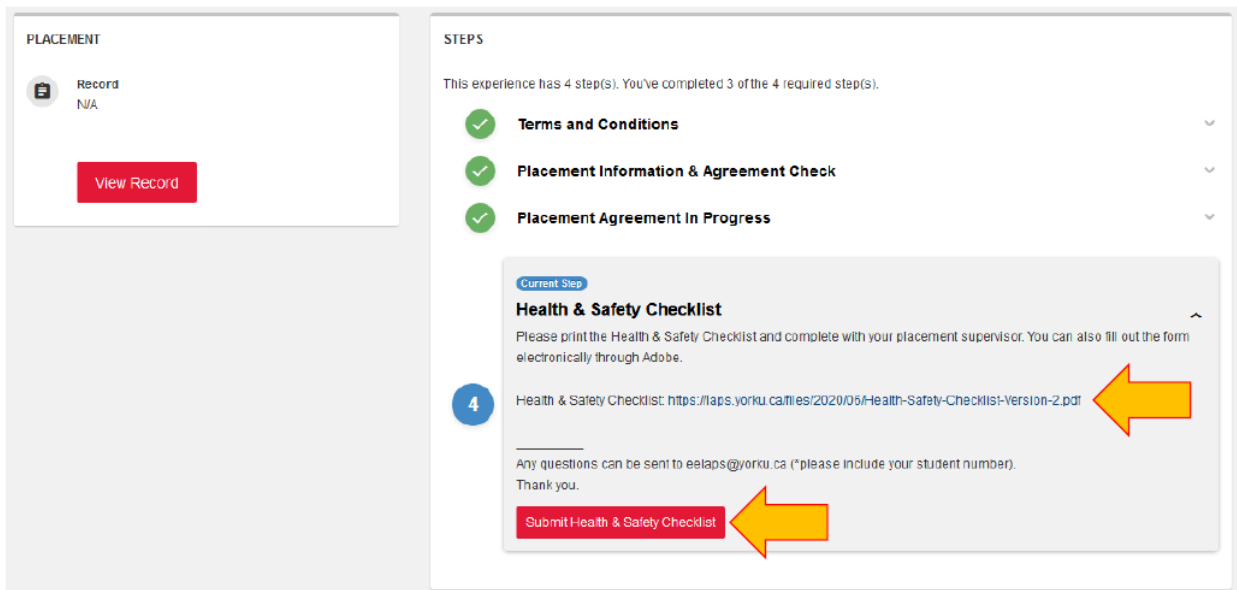 PLACEMENT
Record
N/A
View Record
STEPS
This experience has 4 step(s). You've completed 3 of the 4 required step(s).
Terms and Conditions
Placement Information & Agreement Check
Placement Agreement In Progress
Current Step
Health & Safety Checklist
Please print the Health & Safety Checklist and complete with your placement supervisor. You can also fill out the form
electronically through Adobe.
4
Health & Safety Checklist: https://laps.yorku.ca/files/2020/06/Health-Safety-Checklist-Version-2.pdf
Any questions can be sent to eelaps@yorku.ca (*please include your student number).
Thank you.
Submit Health & Safety Checklist